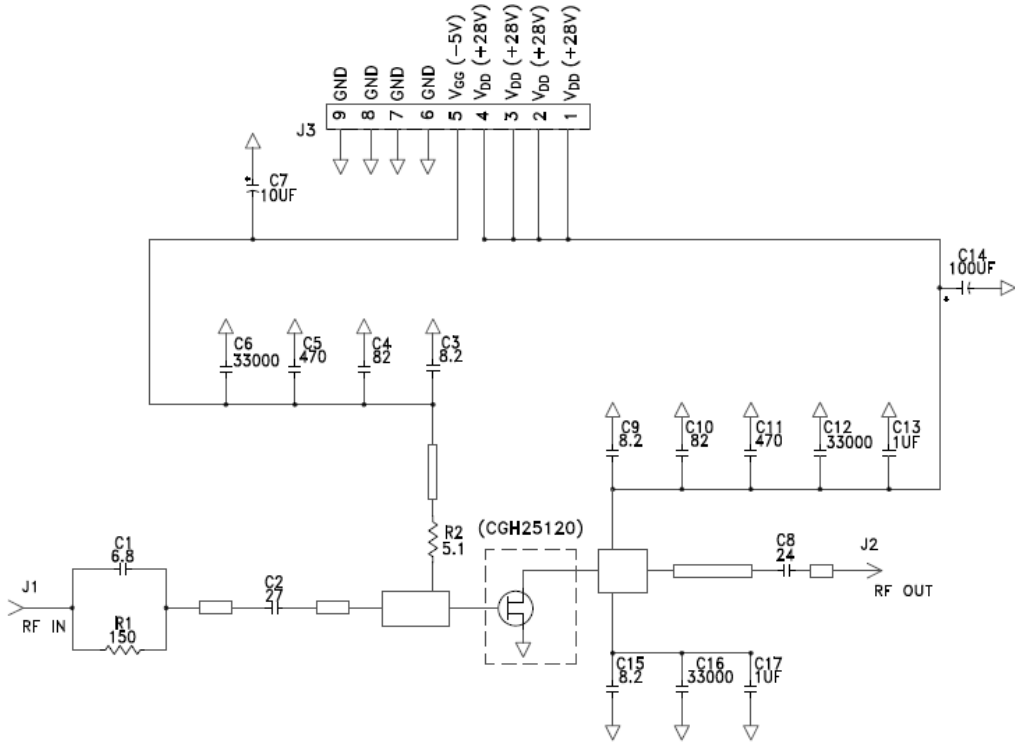 GND
GND
GND
GND
VGG (-5V)
VDD (+28V)
VDD (+28V)
VDD (+28V)
VDD (+28V)
9
8
7
6
5
4
3
2
1
J3
C7
10UF
C14
100UF
C6
33000
C5
470
C4
82
C3
8.2
C9
8.2
C10
82
C11
470
C12
33000
C13
1UF
R2
5.1
(CGH25120)
C1
6.8
C8
24
J2
J1
C2
27
RF OUT
RF IN
R1
150
C15
8.2
C16
33000
C17
1UF